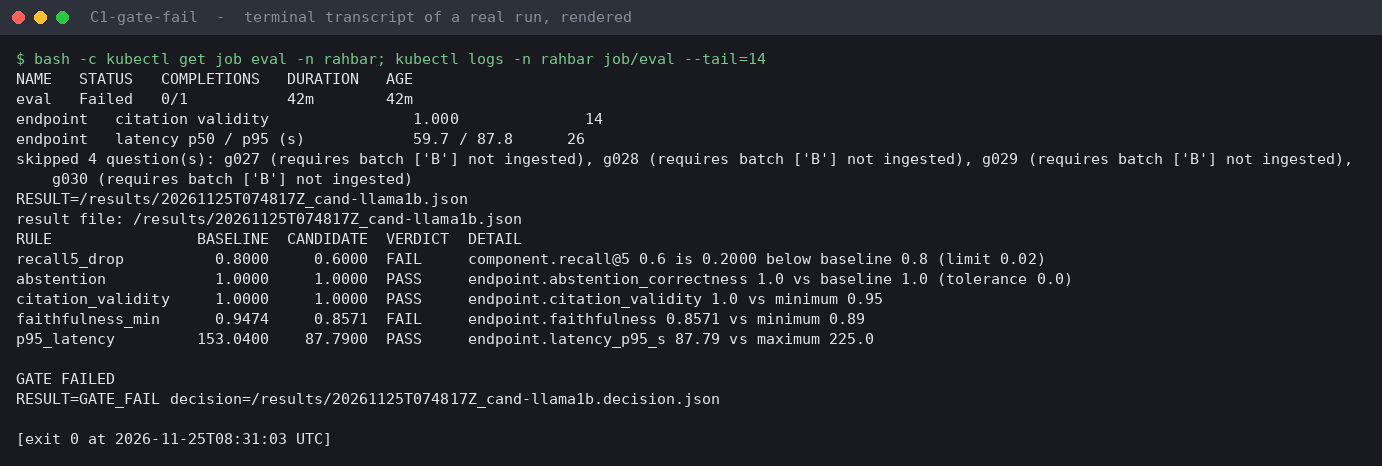 C1-gate-fail - terminal transcript of a real run, rendered
$ bash -c kubectl get job eval -n rahbar; kubectl logs -n rahbar job/eval --tail=14
NAME   STATUS   COMPLETIONS   DURATION   AGE
eval   Failed   0/1           42m        42m
endpoint   citation validity                1.000              14
endpoint   latency p50 / p95 (s)            59.7 / 87.8      26
skipped 4 question(s): g027 (requires batch ['B'] not ingested), g028 (requires batch ['B'] not ingested), g029 (requires batch ['B'] not ingested),
    g030 (requires batch ['B'] not ingested)
RESULT=/results/20261125T074817Z_cand-llama1b.json
result file: /results/20261125T074817Z_cand-llama1b.json
RULE                BASELINE  CANDIDATE  VERDICT  DETAIL
recall5_drop          0.8000     0.6000  FAIL     component.recall@5 0.6 is 0.2000 below baseline 0.8 (limit 0.02)
abstention            1.0000     1.0000  PASS     endpoint.abstention_correctness 1.0 vs baseline 1.0 (tolerance 0.0)
citation_validity     1.0000     1.0000  PASS     endpoint.citation_validity 1.0 vs minimum 0.95
faithfulness_min      0.9474     0.8571  FAIL     endpoint.faithfulness 0.8571 vs minimum 0.89
p95_latency         153.0400    87.7900  PASS     endpoint.latency_p95_s 87.79 vs maximum 225.0
GATE FAILED
RESULT=GATE_FAIL decision=/results/20261125T074817Z_cand-llama1b.decision.json
[exit 0 at 2026-11-25T08:31:03 UTC]